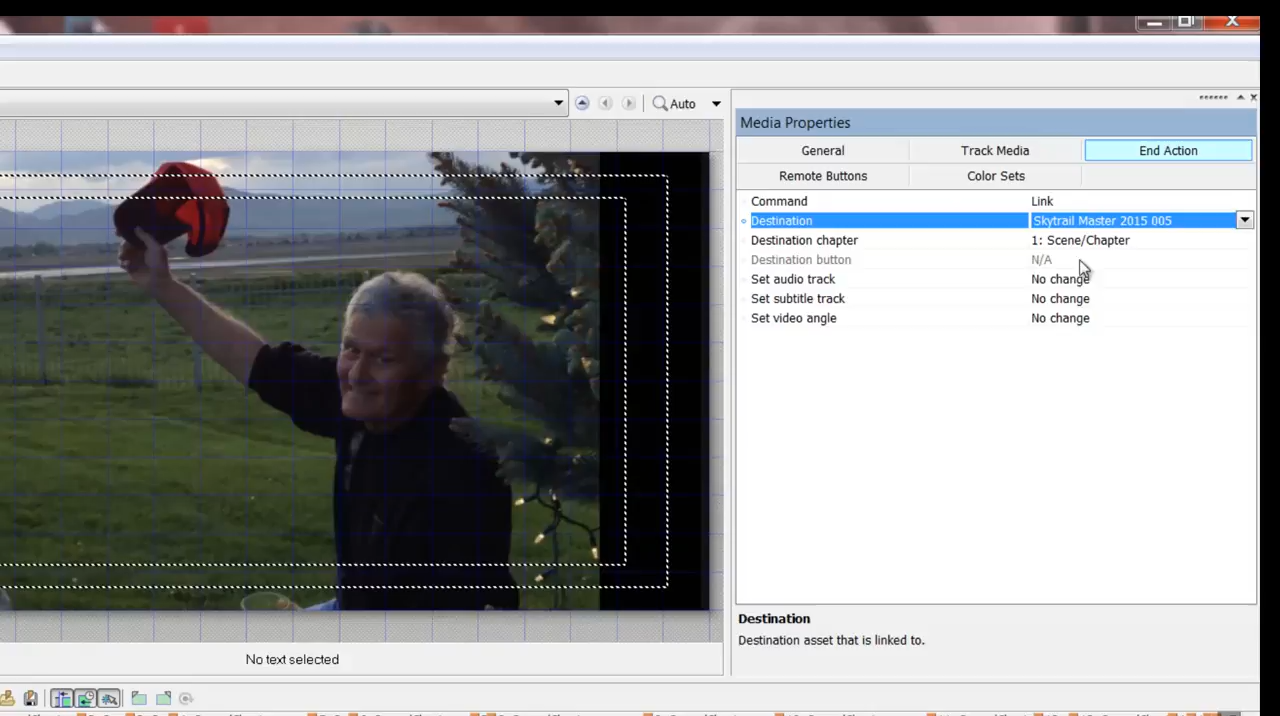 Auto
Media Properties
General Track Media End Action
Remote Buttons Color Sets
Command Link
Destination Skytrail Master 2015 005
Destination chapter 1: Scene/Chapter
Destination button N/A
Set audio track No change
Set subtitle track No change
Set video angle No change
Destination
Destination asset that is linked to.
No text selected